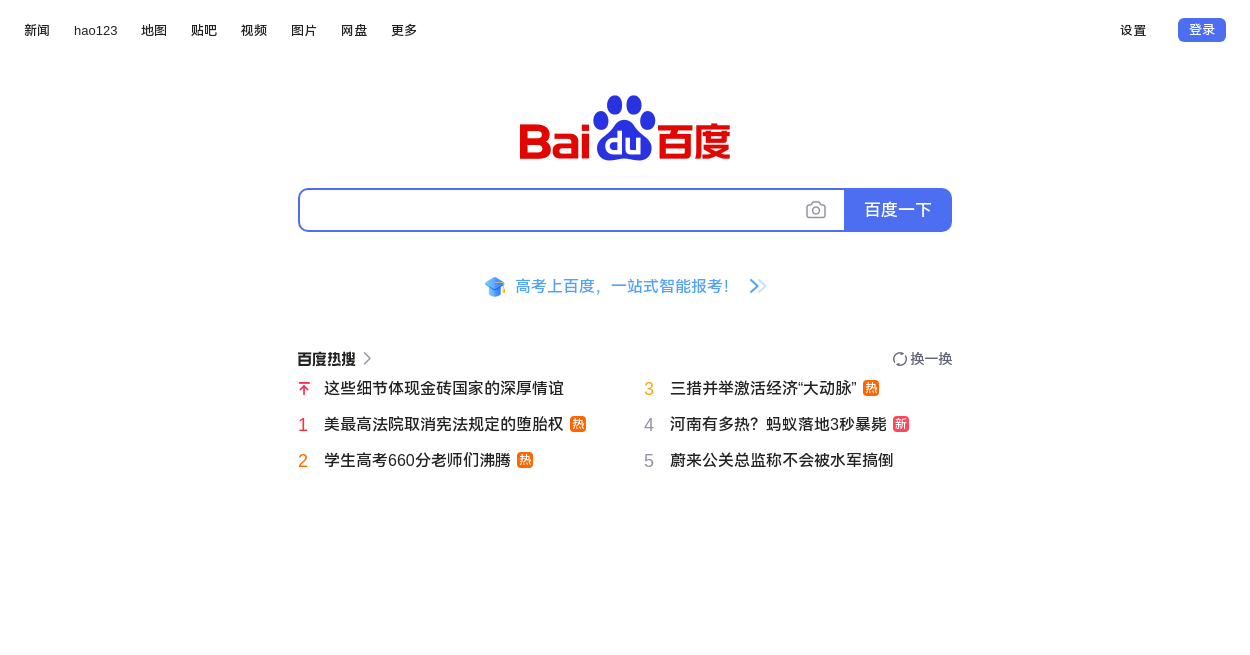 新闻 hao123 地图 贴吧 视频 图片 网盘 更多 设置 登录
Bai du 百度
百度一下
高考上百度，一站式智能报考！
百度热搜 换一换
这些细节体现金砖国家的深厚情谊
3 三措并举激活经济“大动脉” 热
1 美最高法院取消宪法规定的堕胎权 热
4 河南有多热？蚂蚁落地3秒暴毙 新
2 学生高考660分老师们沸腾 热
5 蔚来公关总监称不会被水军搞倒